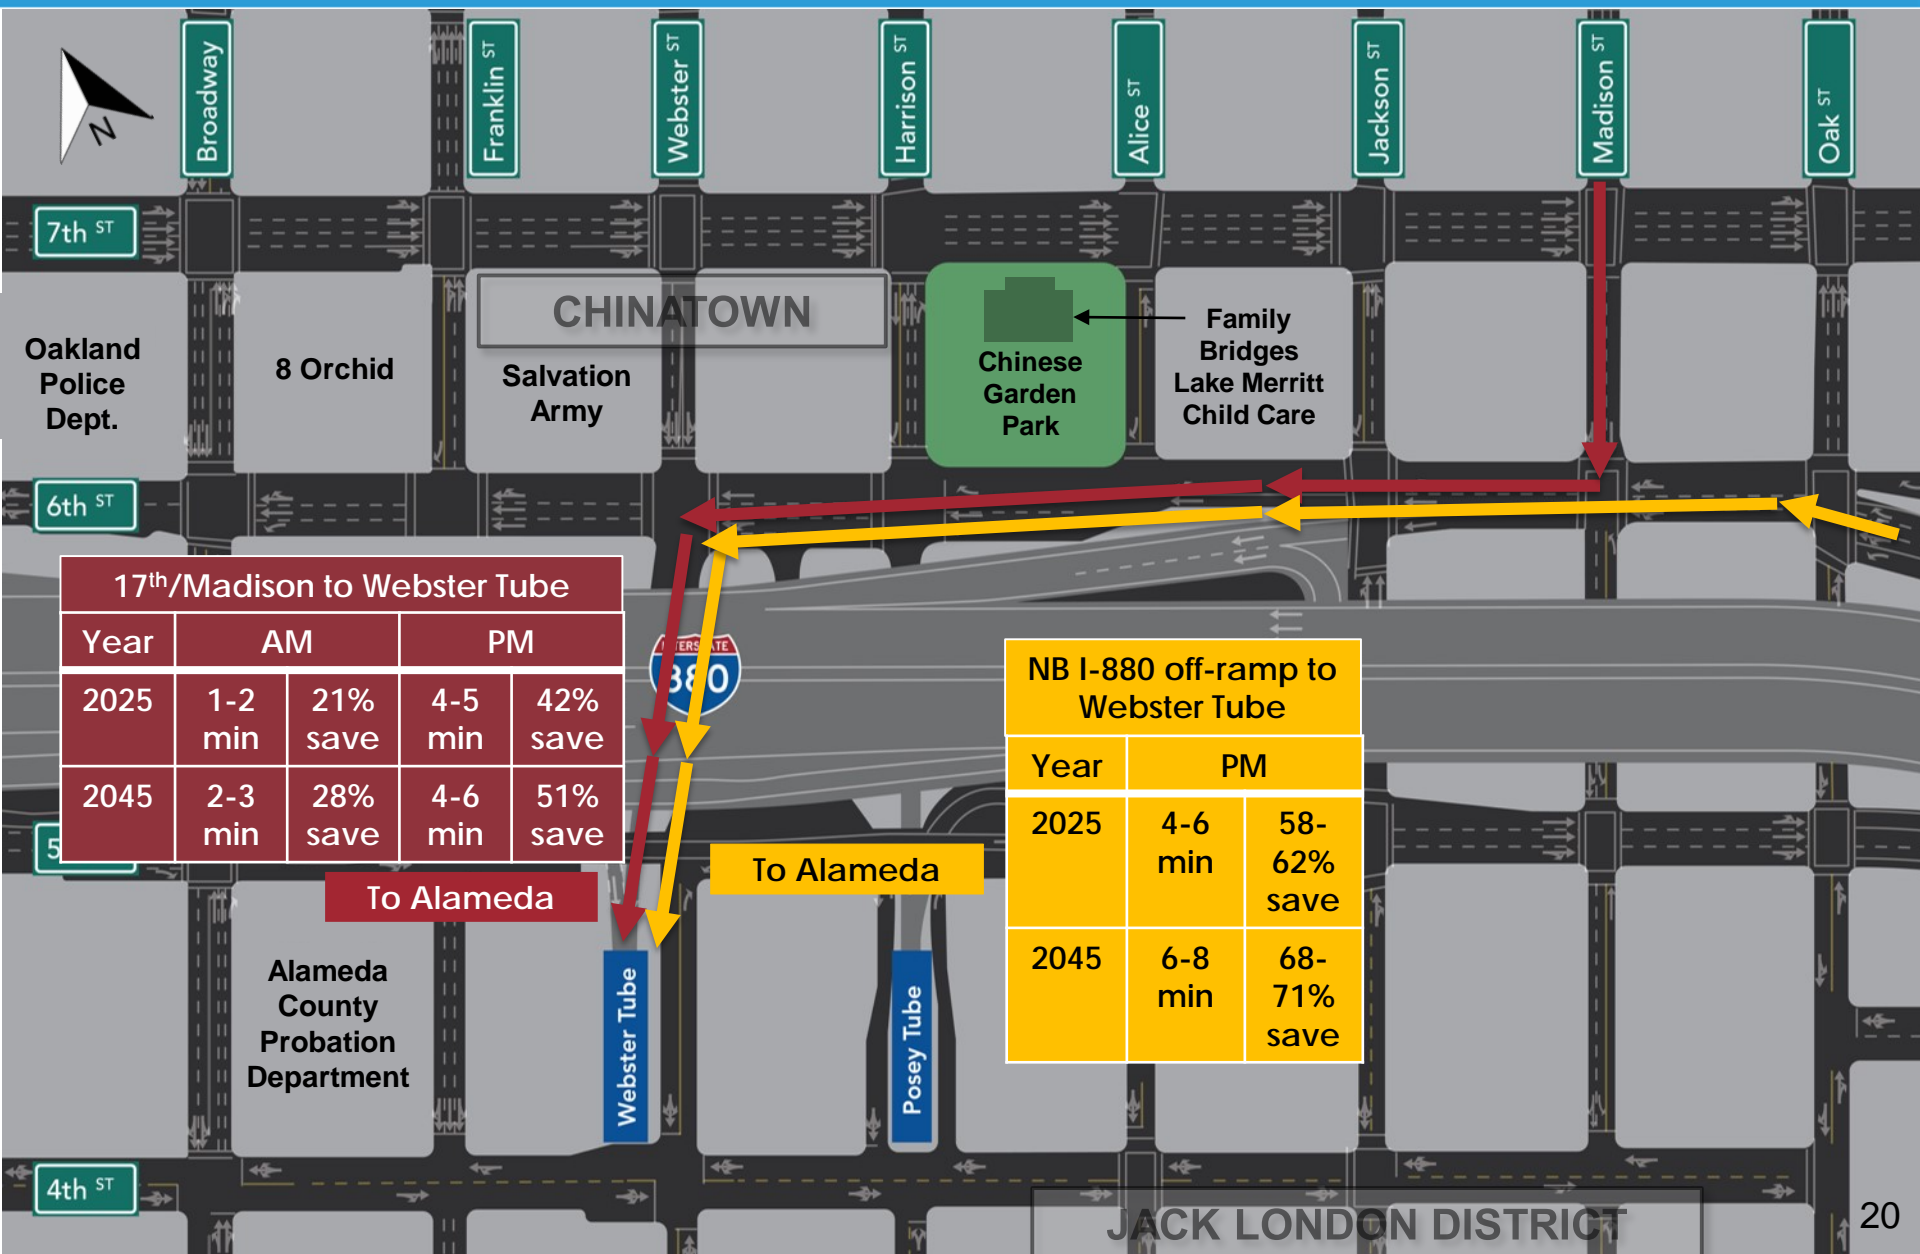 N
Broadway
Franklin ST
Webster ST
Harrison ST
Alice ST
Jackson ST
Madison ST
Oak ST
7th ST
CHINATOWN
Oakland
Police
Dept.
8 Orchid
Salvation
Army
Chinese
Garden
Park
Family
Bridges
Lake Merritt
Child Care
6th ST
17th/Madison to Webster Tube
Year AM PM
2025 1-2 min 21% save 4-5 min 42% save
2045 2-3 min 28% save 4-6 min 51% save
INTERSTATE
880
NB I-880 off-ramp to
Webster Tube
Year PM
2025 4-6 min 58-62% save
2045 6-8 min 68-71% save
5
To Alameda
To Alameda
Alameda
County
Probation
Department
Webster Tube
Posey Tube
4th ST
JACK LONDON DISTRICT
20